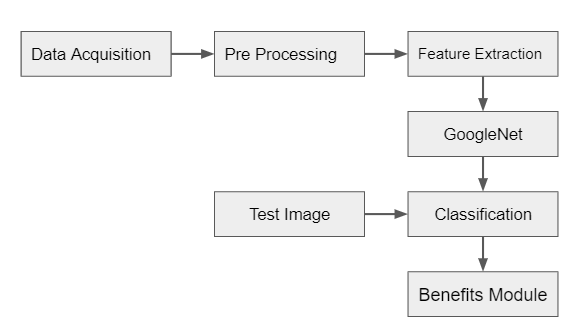 Data Acquisition
Pre Processing
Feature Extraction
GoogleNet
Test Image
Classification
Benefits Module